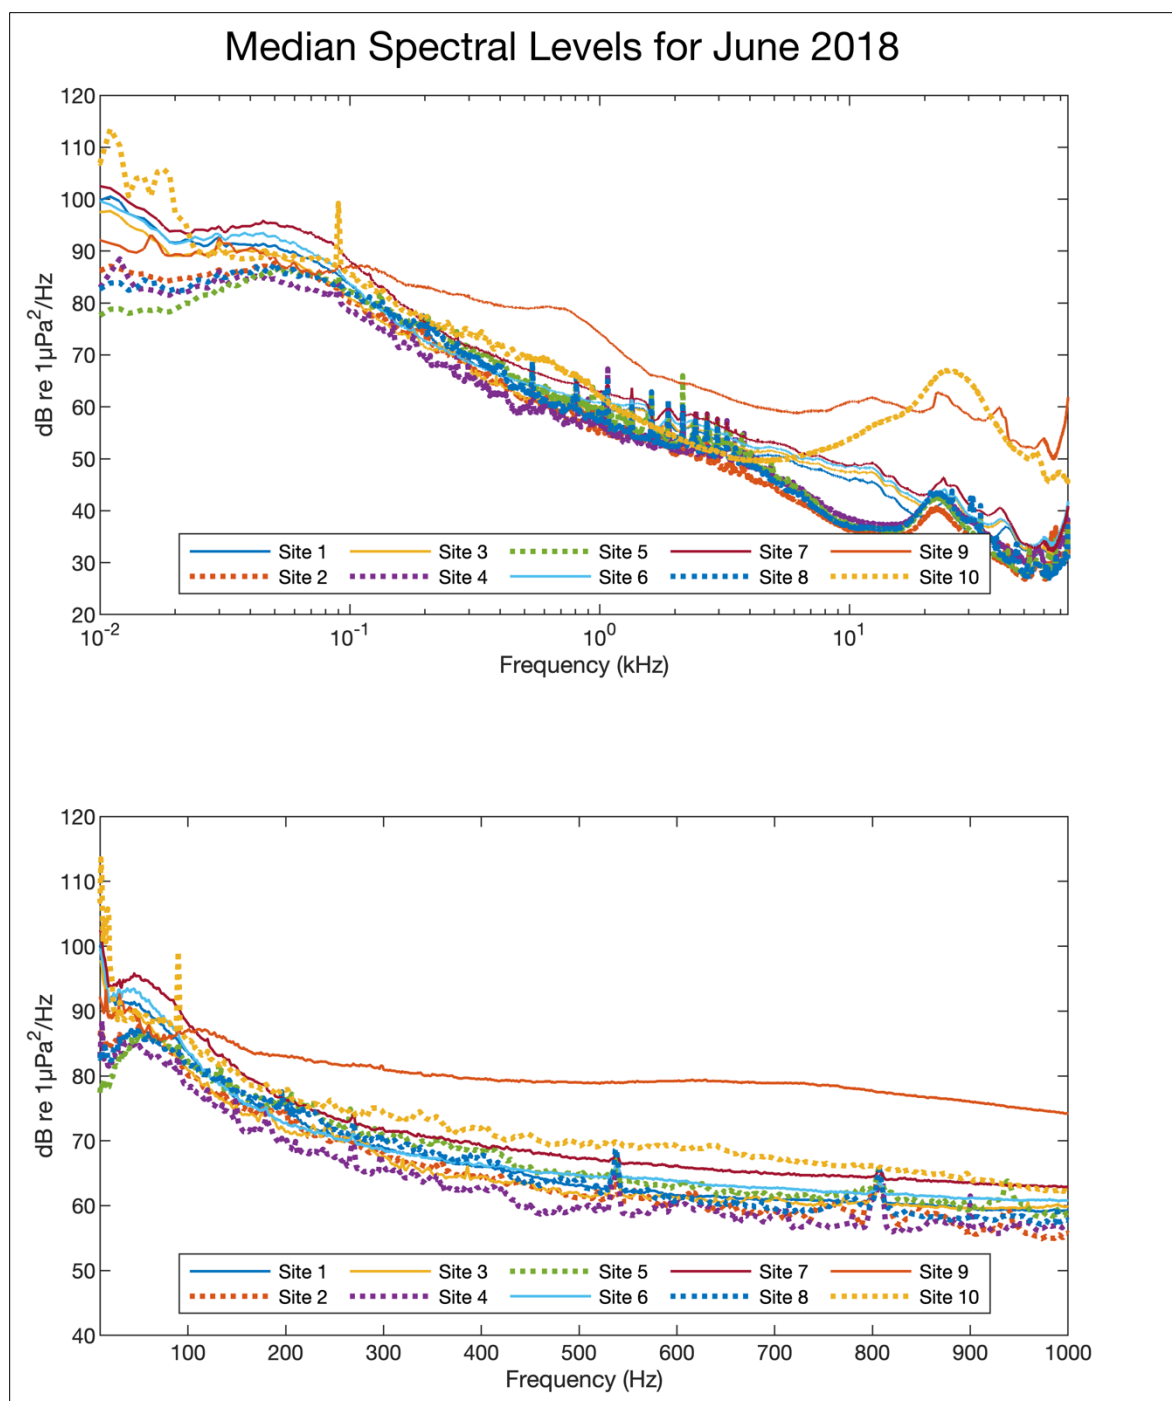 Median Spectral Levels for June 2018
120
110
100
90
80
70
60
50
40
30
20
dB re 1µPa²/Hz
Site 1 Site 3 Site 5 Site 7 Site 9
Site 2 Site 4 Site 6 Site 8 Site 10
10⁻² 10⁻¹ 10⁰ 10¹
Frequency (kHz)
120
110
100
90
80
70
60
50
40
dB re 1µPa²/Hz
Site 1 Site 3 Site 5 Site 7 Site 9
Site 2 Site 4 Site 6 Site 8 Site 10
100 200 300 400 500 600 700 800 900 1000
Frequency (Hz)